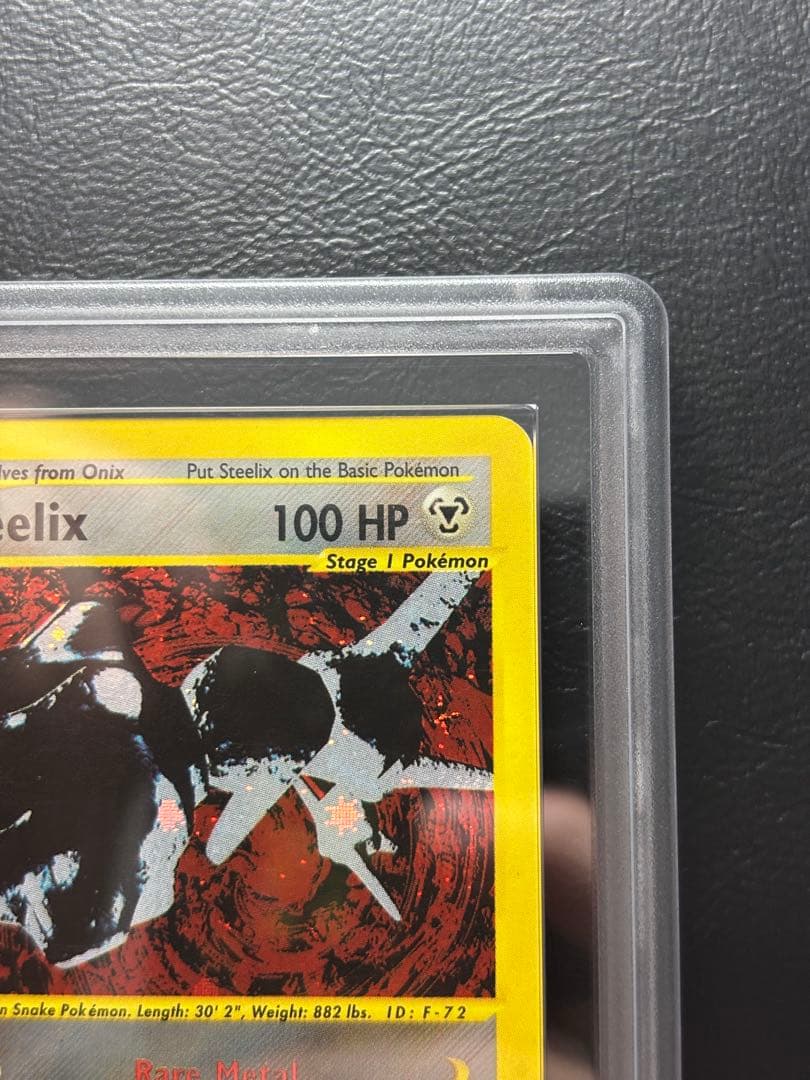 lves from Onix Put Steelix on the Basic Pokémon
eelix 100 HP
Stage 1 Pokémon
n Snake Pokémon. Length: 30' 2", Weight: 882 lbs. ID: F-72
Rare Metal